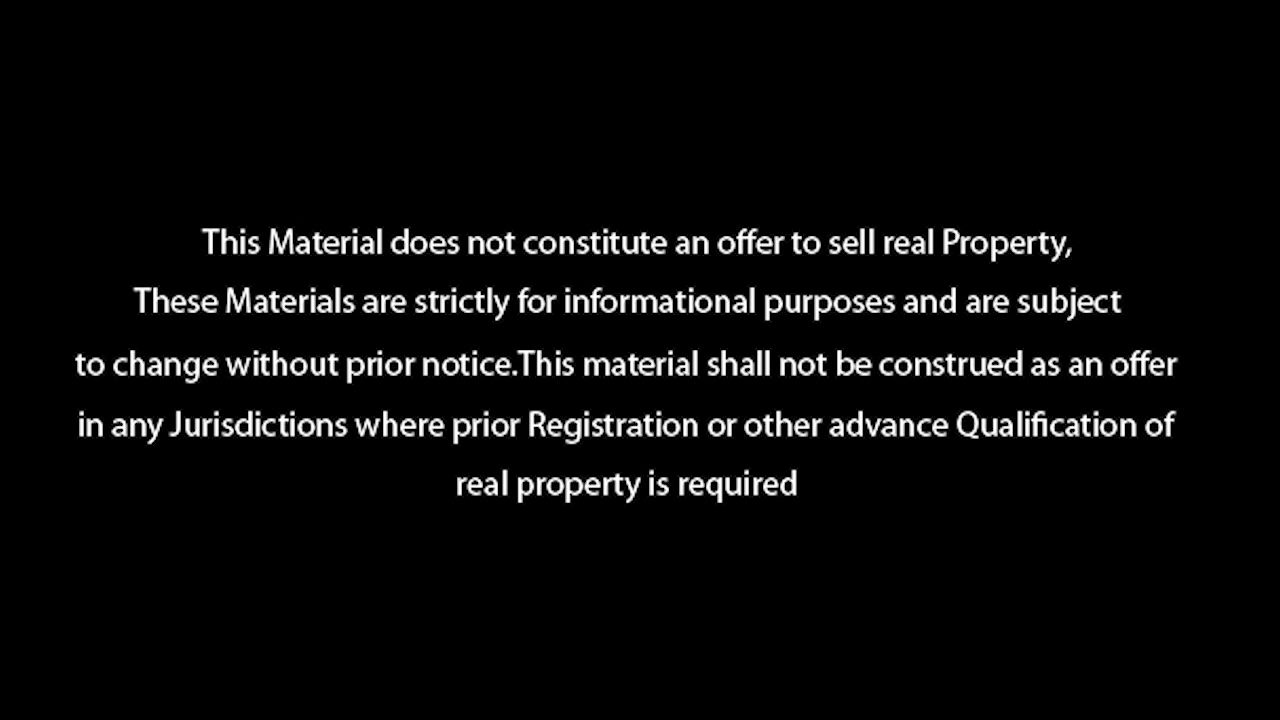 This Material does not constitute an offer to sell real Property,
These Materials are strictly for informational purposes and are subject
to change without prior notice.This material shall not be construed as an offer
in any Jurisdictions where prior Registration or other advance Qualification of
real property is required